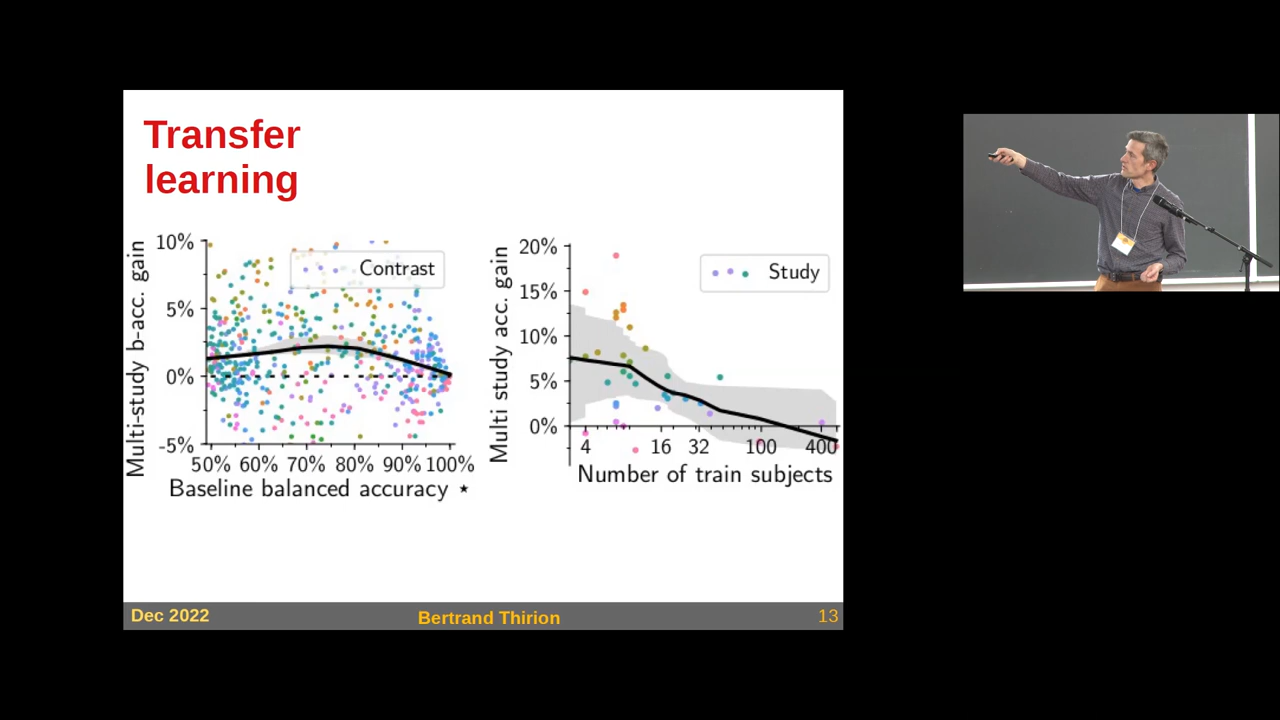 Transfer
learning
Multi-study b-acc. gain
10%
5%
0%
-5%
Contrast
50% 60% 70% 80% 90% 100%
Baseline balanced accuracy ★
Multi study acc. gain
20%
15%
10%
5%
0%
Study
4 16 32 100 400
Number of train subjects
Dec 2022
Bertrand Thirion
13